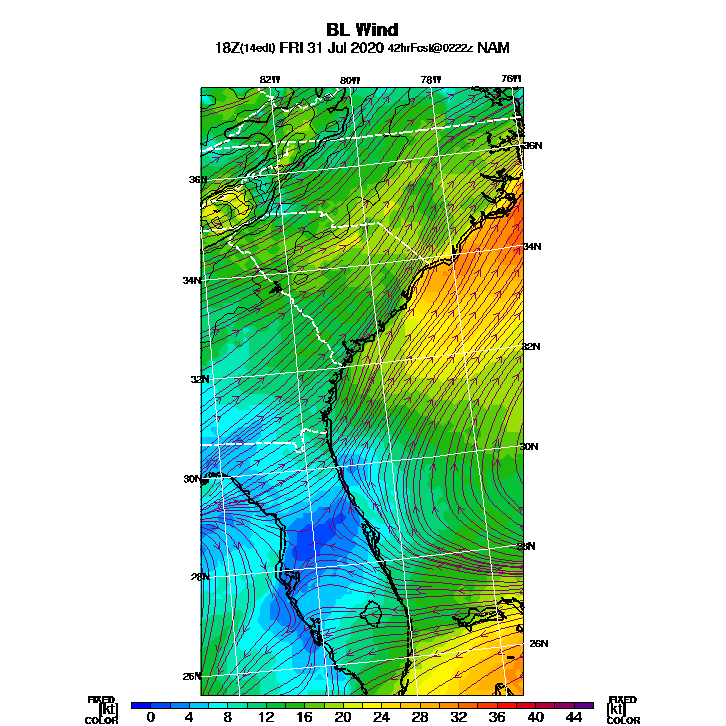 BL Wind
18Z(14edt) FRI 31 Jul 2020 42hrFcst@0222z NAM
82W 80W 78W 76W
36N
36N
34N
34N
32N
32N
30N
30N
28N
28N
26N
26N
FIXED FIXED
[kt] [kt]
COLOR 0 4 8 12 16 20 24 28 32 36 40 44 COLOR